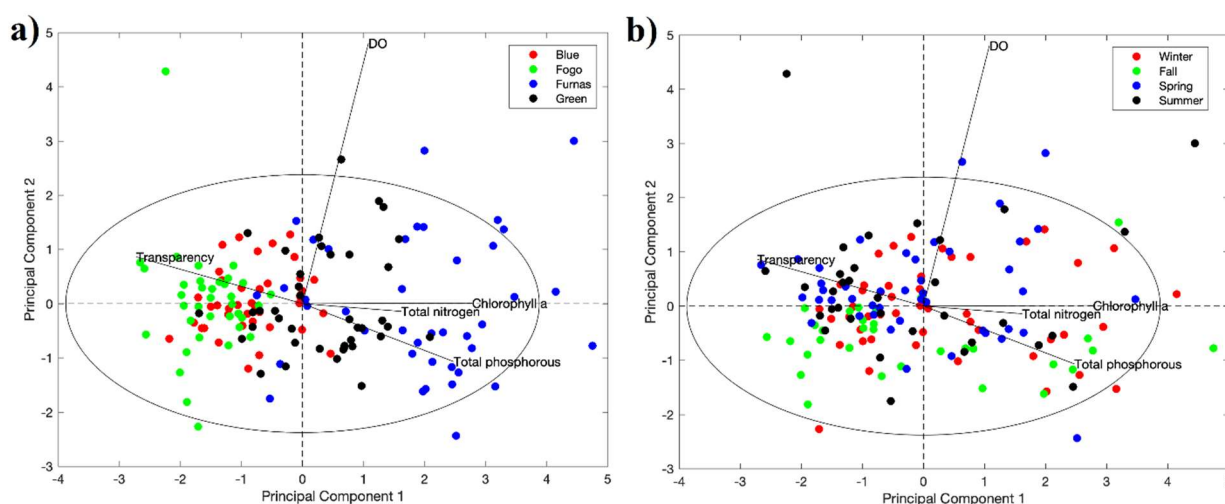 a)
5
4
3
2
1
0
-1
-2
-3
-4
-3
-2
-1
0
1
2
3
4
5
Principal Component 2
Principal Component 1
DO
Transparency
Chlorophyll a
Total nitrogen
Total phosphorous
Blue
Fogo
Furnas
Green
b)
5
4
3
2
1
0
-1
-2
-3
-4
-3
-2
-1
0
1
2
3
4
5
Principal Component 2
Principal Component 1
DO
Transparency
Chlorophyll a
Total nitrogen
Total phosphorous
Winter
Fall
Spring
Summer